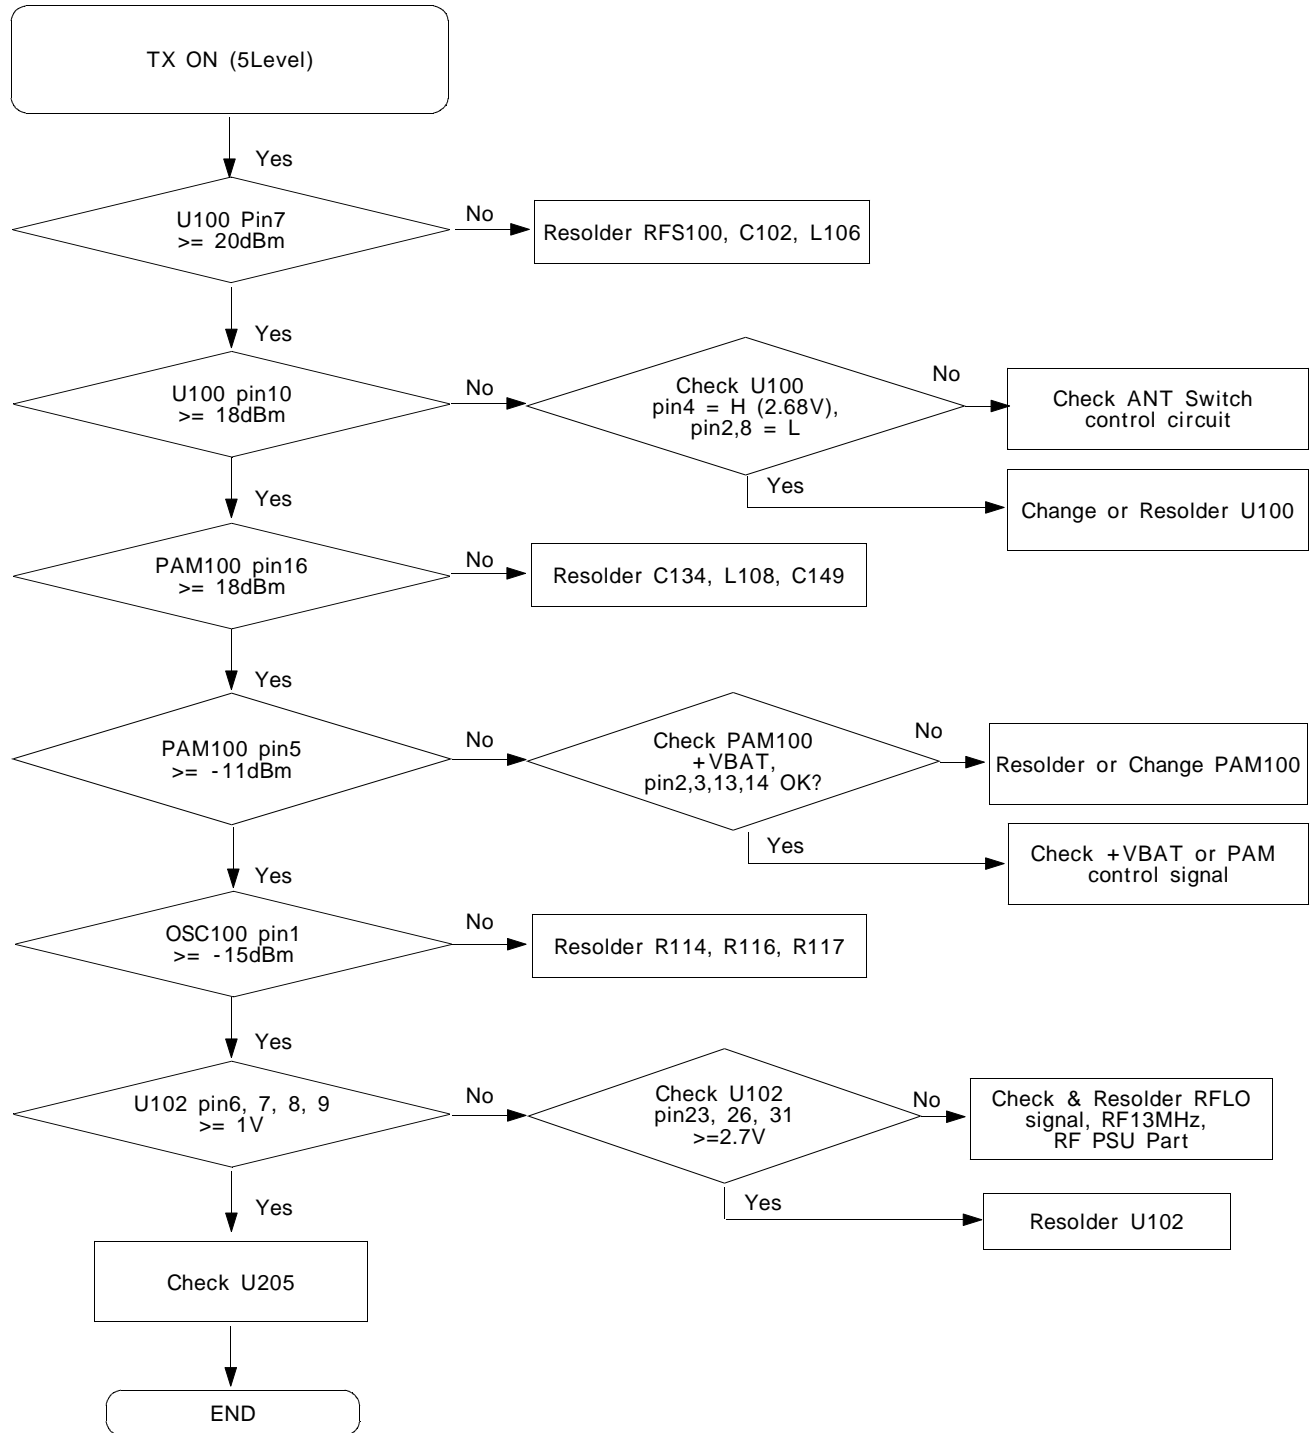 TX ON (5Level)
Yes
U100 Pin7
>= 20dBm
No
Resolder RFS100, C102, L106
Yes
U100 pin10
>= 18dBm
No
Check U100
pin4 = H (2.68V),
pin2,8 = L
No
Check ANT Switch
control circuit
Yes
Change or Resolder U100
Yes
PAM100 pin16
>= 18dBm
No
Resolder C134, L108, C149
Yes
PAM100 pin5
>= -11dBm
No
Check PAM100
+VBAT,
pin2,3,13,14 OK?
No
Resolder or Change PAM100
Yes
Check +VBAT or PAM
control signal
Yes
OSC100 pin1
>= -15dBm
No
Resolder R114, R116, R117
Yes
U102 pin6, 7, 8, 9
>= 1V
No
Check U102
pin23, 26, 31
>=2.7V
No
Check & Resolder RFLO
signal, RF13MHz,
RF PSU Part
Yes
Resolder U102
Yes
Check U205
END